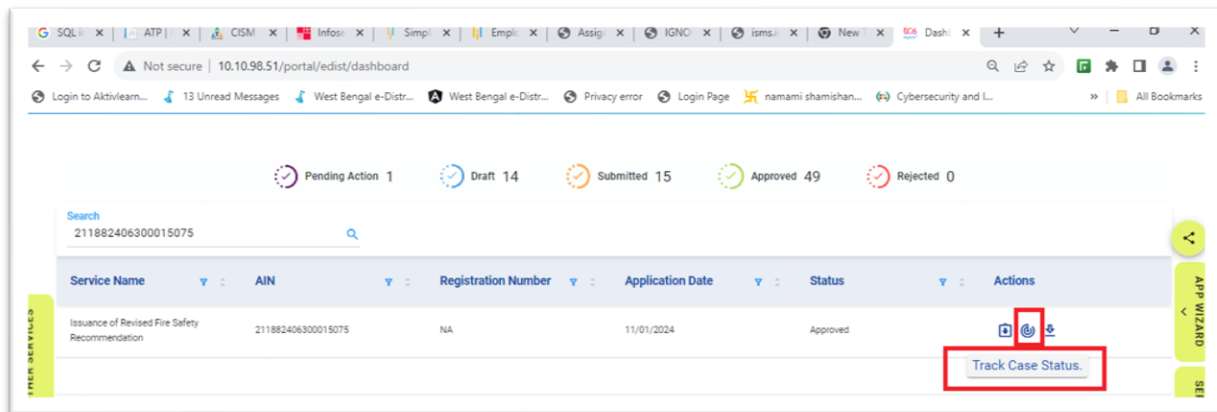 SQL in ATP | CISM Infose Simpl Emplc Assig IGNO isms.i New T Dash
Not secure | 10.10.98.51/portal/edist/dashboard
Login to Aktivlearn... 13 Unread Messages West Bengal e-Distr... West Bengal e-Distr... Privacy error Login Page namami shamishan... Cybersecurity and I... » All Bookmarks
Pending Action 1 Draft 14 Submitted 15 Approved 49 Rejected 0
Search
211882406300015075
Service Name AIN Registration Number Application Date Status Actions
Issuance of Revised Fire Safety
Recommendation
211882406300015075 NA 11/01/2024 Approved
Track Case Status.
APP WIZARD
THER SERVICES
SE